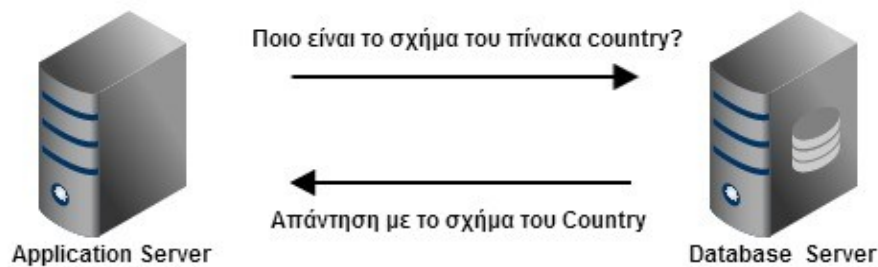 Ποιο είναι το σχήμα του πίνακα country?
Απάντηση με το σχήμα του Country
Application Server
Database Server